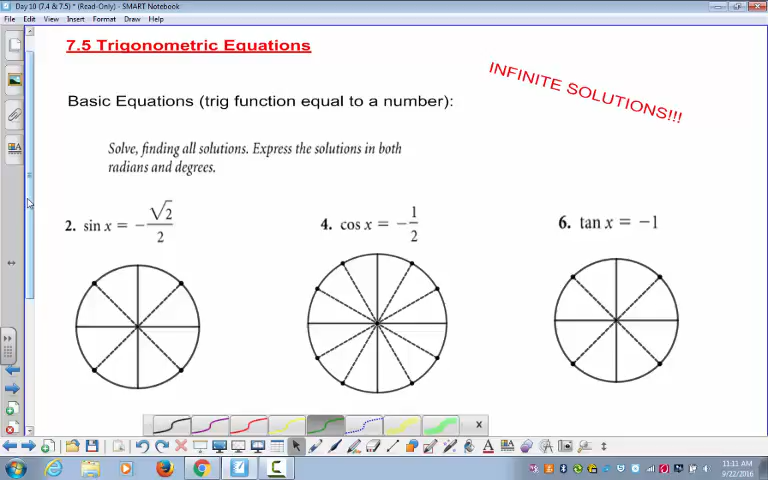 Day 10 (7.4 & 7.5) * (Read-Only) - SMART Notebook
File Edit View Insert Format Draw Help
7.5 Trigonometric Equations
INFINITE SOLUTIONS!!!
Basic Equations (trig function equal to a number):
Solve, finding all solutions. Express the solutions in both
radians and degrees.
2. sin x = -√2/2
4. cos x = -1/2
6. tan x = -1
11:11 AM
9/22/2016